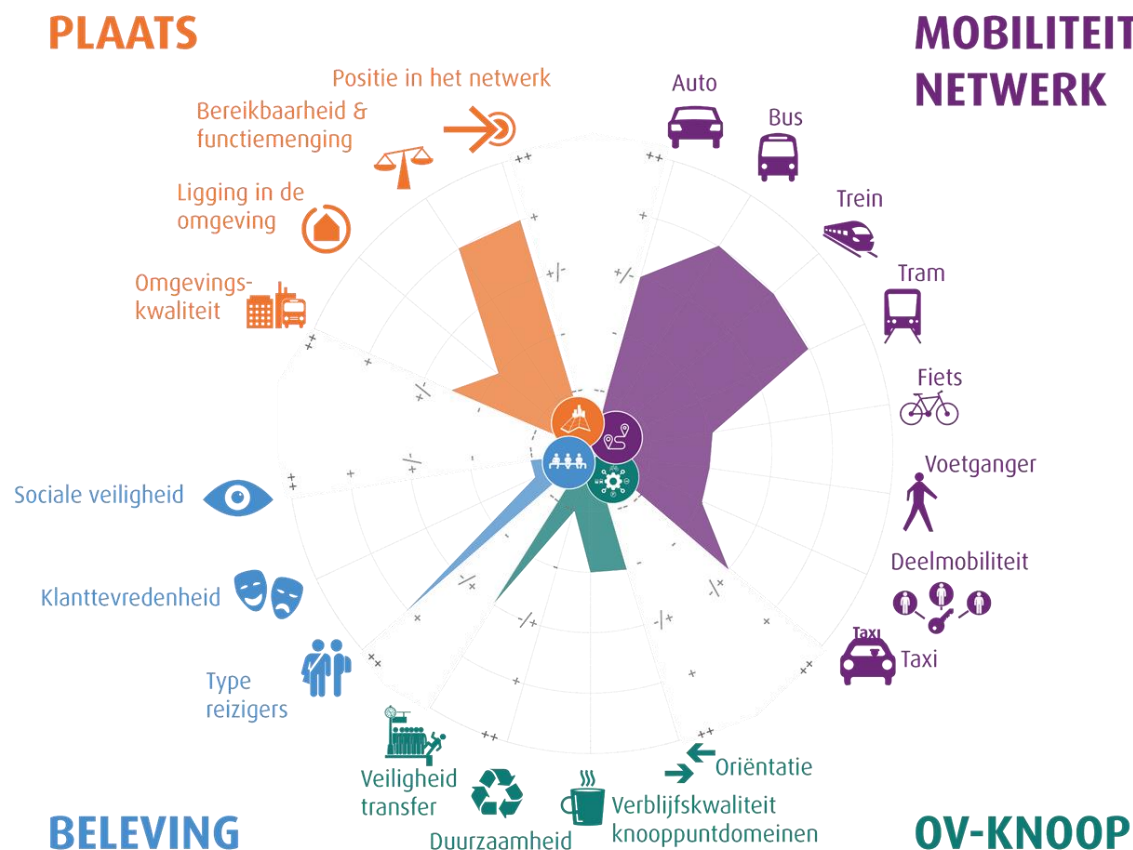 PLAATS
MOBILITEIT
NETWERK
Positie in het netwerk
Bereikbaarheid &
functiemenging
Ligging in de
omgeving
Omgevings-
kwaliteit
Auto
Bus
Trein
Tram
Fiets
Voetganger
Deelmobiliteit
Taxi
Taxi
Sociale veiligheid
Klanttevredenheid
Type
reizigers
Veiligheid
transfer
Duurzaamheid
Verblijfskwaliteit
knooppuntdomeinen
Oriëntatie
BELEVING
OV-KNOOP
++
+
+/-
-
++
+
+/-
-
++
+
+/-
-
++
+
+/-
-
++
+
+/-
-
++
+
+/-
-
++
+
+/-
-
++
+
+/-
-